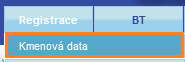 Registrace BT
Kmenová data